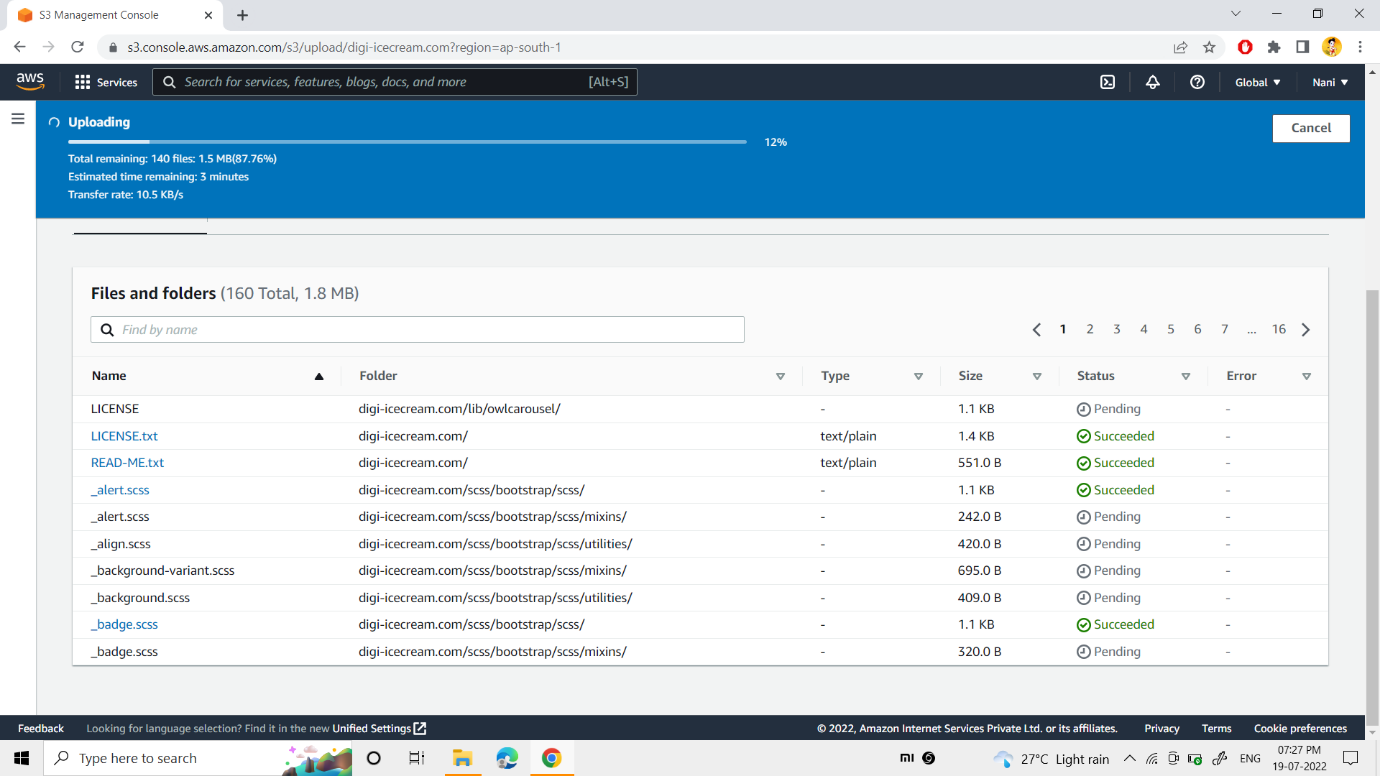 S3 Management Console
s3.console.aws.amazon.com/s3/upload/digi-icecream.com?region=ap-south-1
aws Services Search for services, features, blogs, docs, and more [Alt+S] Global Nani
Uploading
Cancel
12%
Total remaining: 140 files: 1.5 MB(87.76%)
Estimated time remaining: 3 minutes
Transfer rate: 10.5 KB/s
Files and folders (160 Total, 1.8 MB)
Find by name
1 2 3 4 5 6 7 ... 16
Name Folder Type Size Status Error
LICENSE digi-icecream.com/lib/owlcarousel/ - 1.1 KB Pending -
LICENSE.txt digi-icecream.com/ text/plain 1.4 KB Succeeded -
READ-ME.txt digi-icecream.com/ text/plain 551.0 B Succeeded -
_alert.scss digi-icecream.com/scss/bootstrap/scss/ - 1.1 KB Succeeded -
_alert.scss digi-icecream.com/scss/bootstrap/scss/mixins/ - 242.0 B Pending -
_align.scss digi-icecream.com/scss/bootstrap/scss/utilities/ - 420.0 B Pending -
_background-variant.scss digi-icecream.com/scss/bootstrap/scss/mixins/ - 695.0 B Pending -
_background.scss digi-icecream.com/scss/bootstrap/scss/utilities/ - 409.0 B Pending -
_badge.scss digi-icecream.com/scss/bootstrap/scss/ - 1.1 KB Succeeded -
_badge.scss digi-icecream.com/scss/bootstrap/scss/mixins/ - 320.0 B Pending -
Feedback Looking for language selection? Find it in the new Unified Settings © 2022, Amazon Internet Services Private Ltd. or its affiliates. Privacy Terms Cookie preferences
Type here to search 27°C Light rain ENG
07:27 PM
19-07-2022